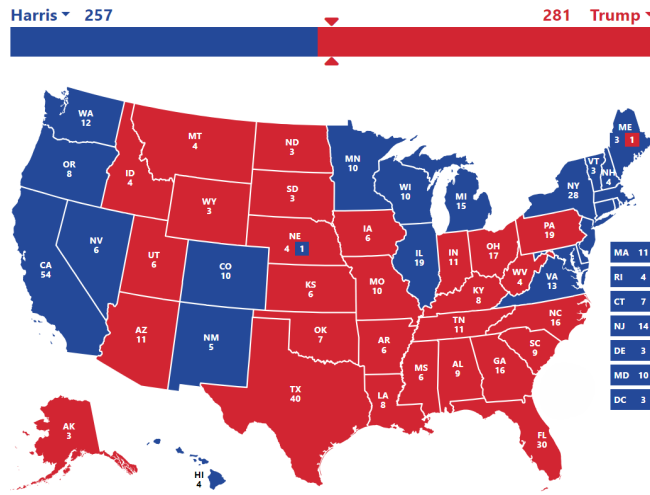 Harris 257
281 Trump
WA
12
OR
8
CA
54
NV
6
ID
4
MT
4
WY
3
UT
6
AZ
11
CO
10
NM
5
ND
3
SD
3
NE
4 1
KS
6
OK
7
TX
40
MN
10
IA
6
MO
10
AR
6
LA
8
WI
10
IL
19
MI
15
IN
11
OH
17
KY
8
TN
11
MS
6
AL
9
GA
16
FL
30
SC
9
NC
16
VA
13
WV
4
PA
19
NY
28
VT
3
NH
4
ME
3 1
AK
3
HI
4
MA 11
RI 4
CT 7
NJ 14
DE 3
MD 10
DC 3